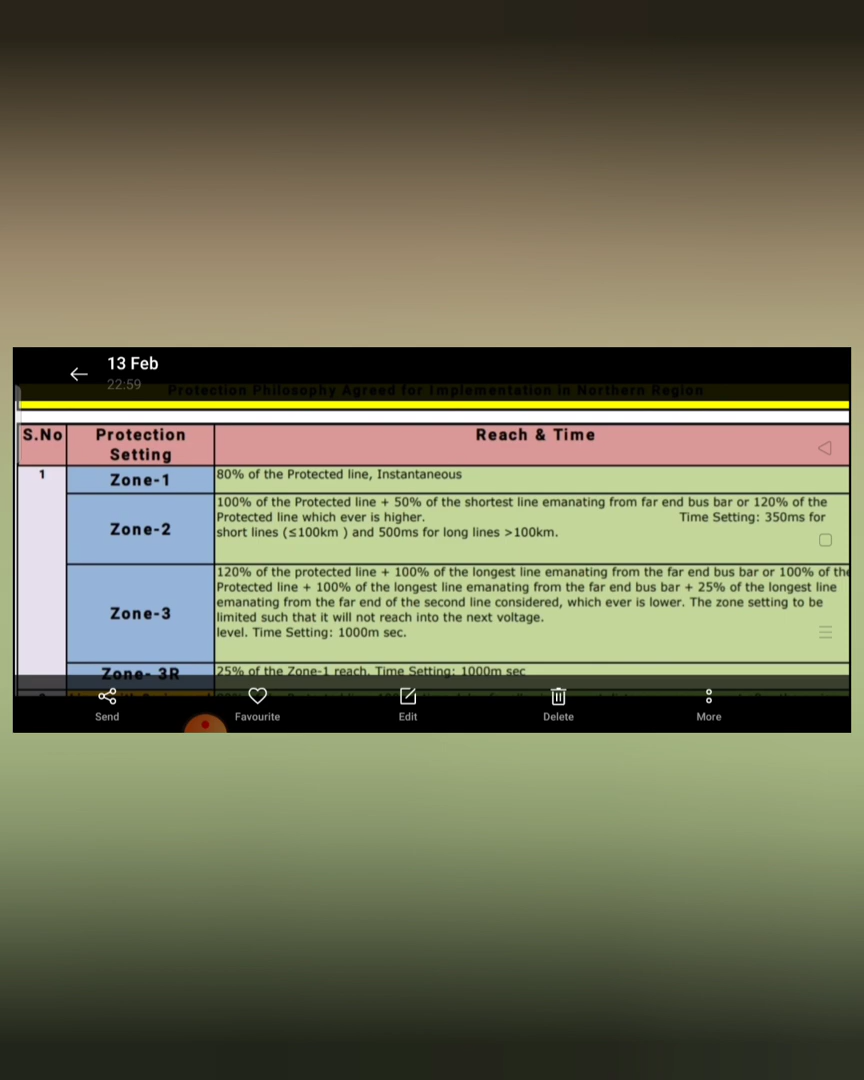 13 Feb
22:59
Protection Philosophy Agreed for Implementation in Northern Region
S.No Protection Setting Reach & Time
1 Zone-1 80% of the Protected line, Instantaneous
Zone-2 100% of the Protected line + 50% of the shortest line emanating from far end bus bar or 120% of the
Protected line which ever is higher. Time Setting: 350ms for
short lines (≤100km ) and 500ms for long lines >100km.
Zone-3 120% of the protected line + 100% of the longest line emanating from the far end bus bar or 100% of the
Protected line + 100% of the longest line emanating from the far end bus bar + 25% of the longest line
emanating from the far end of the second line considered, which ever is lower. The zone setting to be
limited such that it will not reach into the next voltage.
level. Time Setting: 1000m sec.
Zone- 3R 25% of the Zone-1 reach. Time Setting: 1000m sec
Send Favourite Edit Delete More